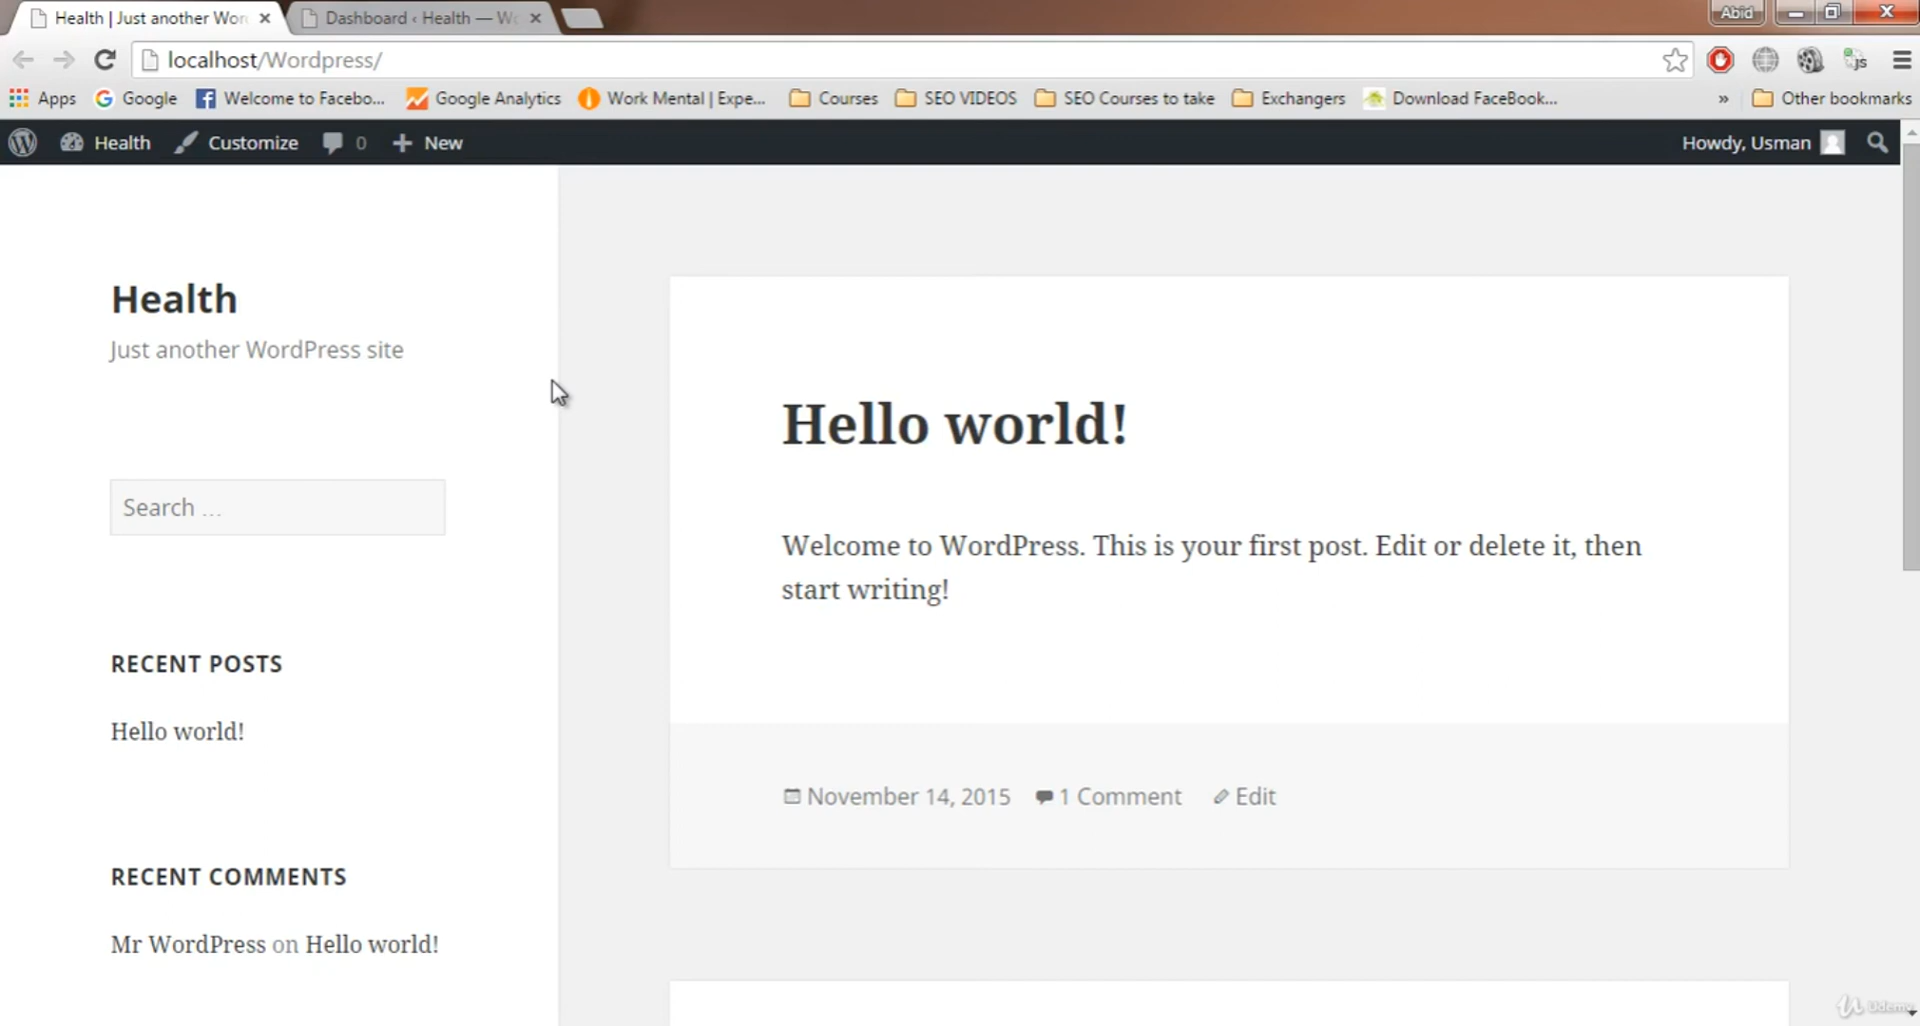 Health | Just another Wor
Dashboard ‹ Health — Wo
Abid
localhost/Wordpress/
js
Apps Google Welcome to Facebo... Google Analytics Work Mental | Expe... Courses SEO VIDEOS SEO Courses to take Exchangers Download FaceBook... » Other bookmarks
Health Customize 0 New Howdy, Usman
Health
Just another WordPress site
Search ...
RECENT POSTS
Hello world!
RECENT COMMENTS
Mr WordPress on Hello world!
Hello world!
Welcome to WordPress. This is your first post. Edit or delete it, then
start writing!
November 14, 2015 1 Comment Edit
Udemy